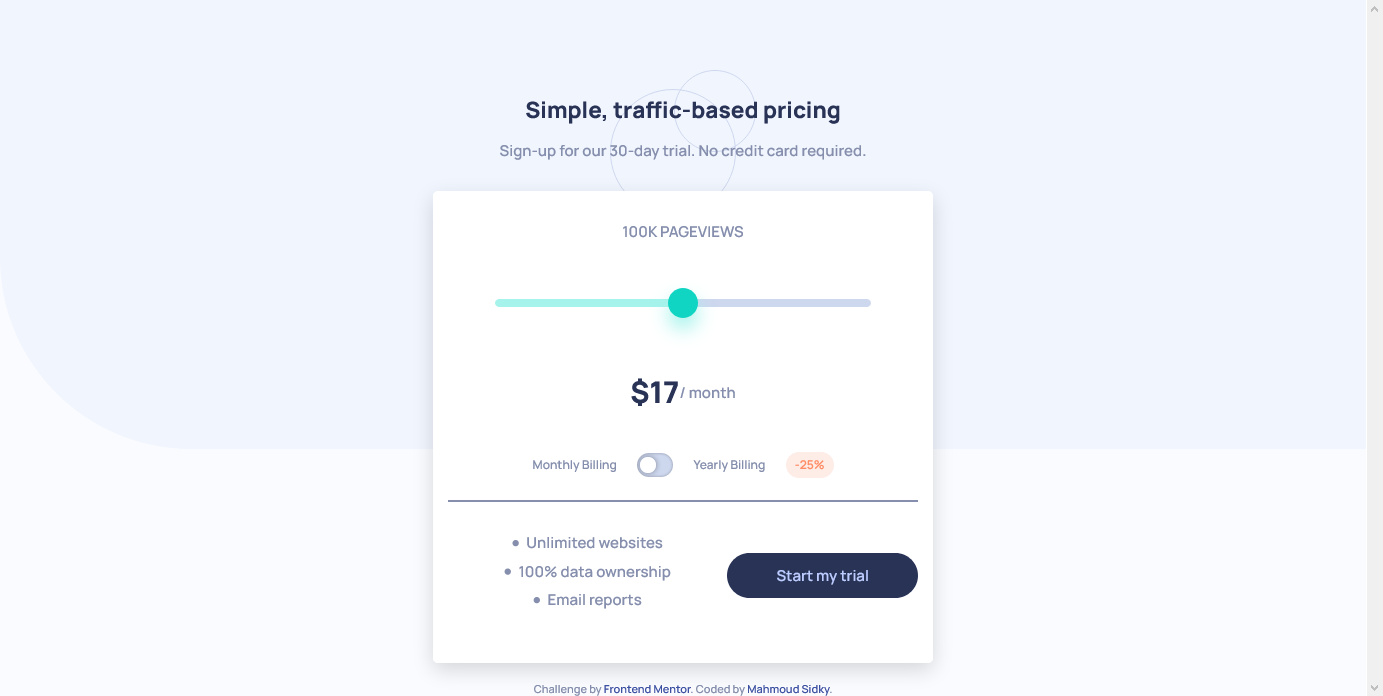 Simple, traffic-based pricing
Sign-up for our 30-day trial. No credit card required.
100K PAGEVIEWS
$17/ month
Monthly Billing Yearly Billing -25%
• Unlimited websites
• 100% data ownership
Start my trial
• Email reports
Challenge by Frontend Mentor. Coded by Mahmoud Sidky.